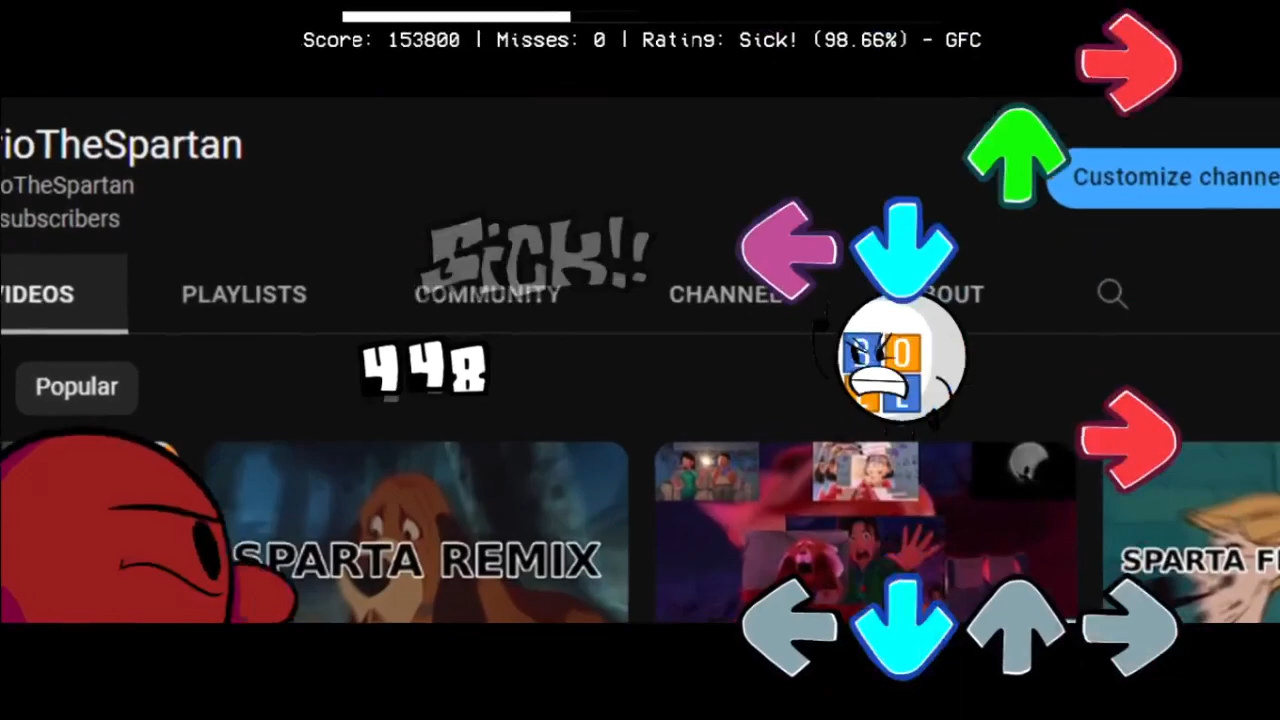 Score: 153800 | Misses: 0 | Rating: Sick! (98.66%) - GFC
ioTheSpartan
oTheSpartan
subscribers
Customize channe
SiCK!!
VIDEOS PLAYLISTS COMMUNITY CHANNEL BOUT
448
Popular
SPARTA REMIX
SPARTA F